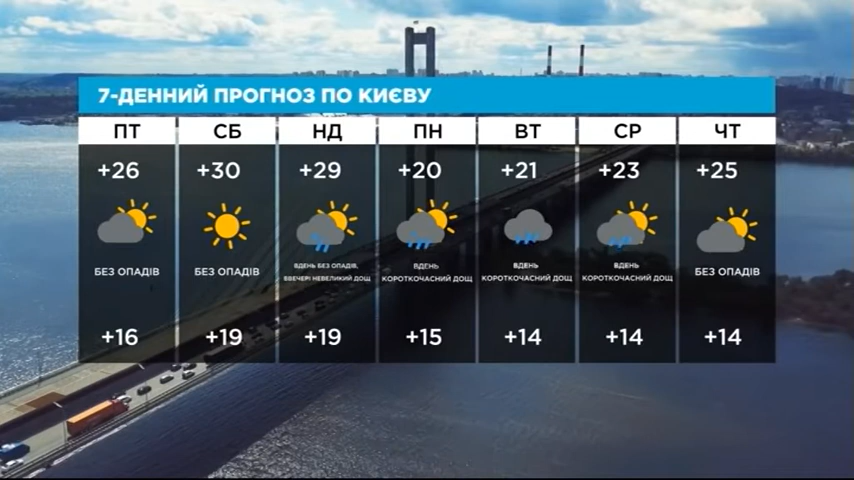 7-ДЕННИЙ ПРОГНОЗ ПО КИЄВУ
ПТ СБ НД ПН ВТ СР ЧТ
+26 +30 +29 +20 +21 +23 +25
БЕЗ ОПАДІВ
БЕЗ ОПАДІВ
ВДЕНЬ БЕЗ ОПАДІВ,
ВВЕЧЕРІ НЕВЕЛИКИЙ ДОЩ
ВДЕНЬ
КОРОТКОЧАСНИЙ ДОЩ
ВДЕНЬ
КОРОТКОЧАСНИЙ ДОЩ
ВДЕНЬ
КОРОТКОЧАСНИЙ ДОЩ
БЕЗ ОПАДІВ
+16 +19 +19 +15 +14 +14 +14